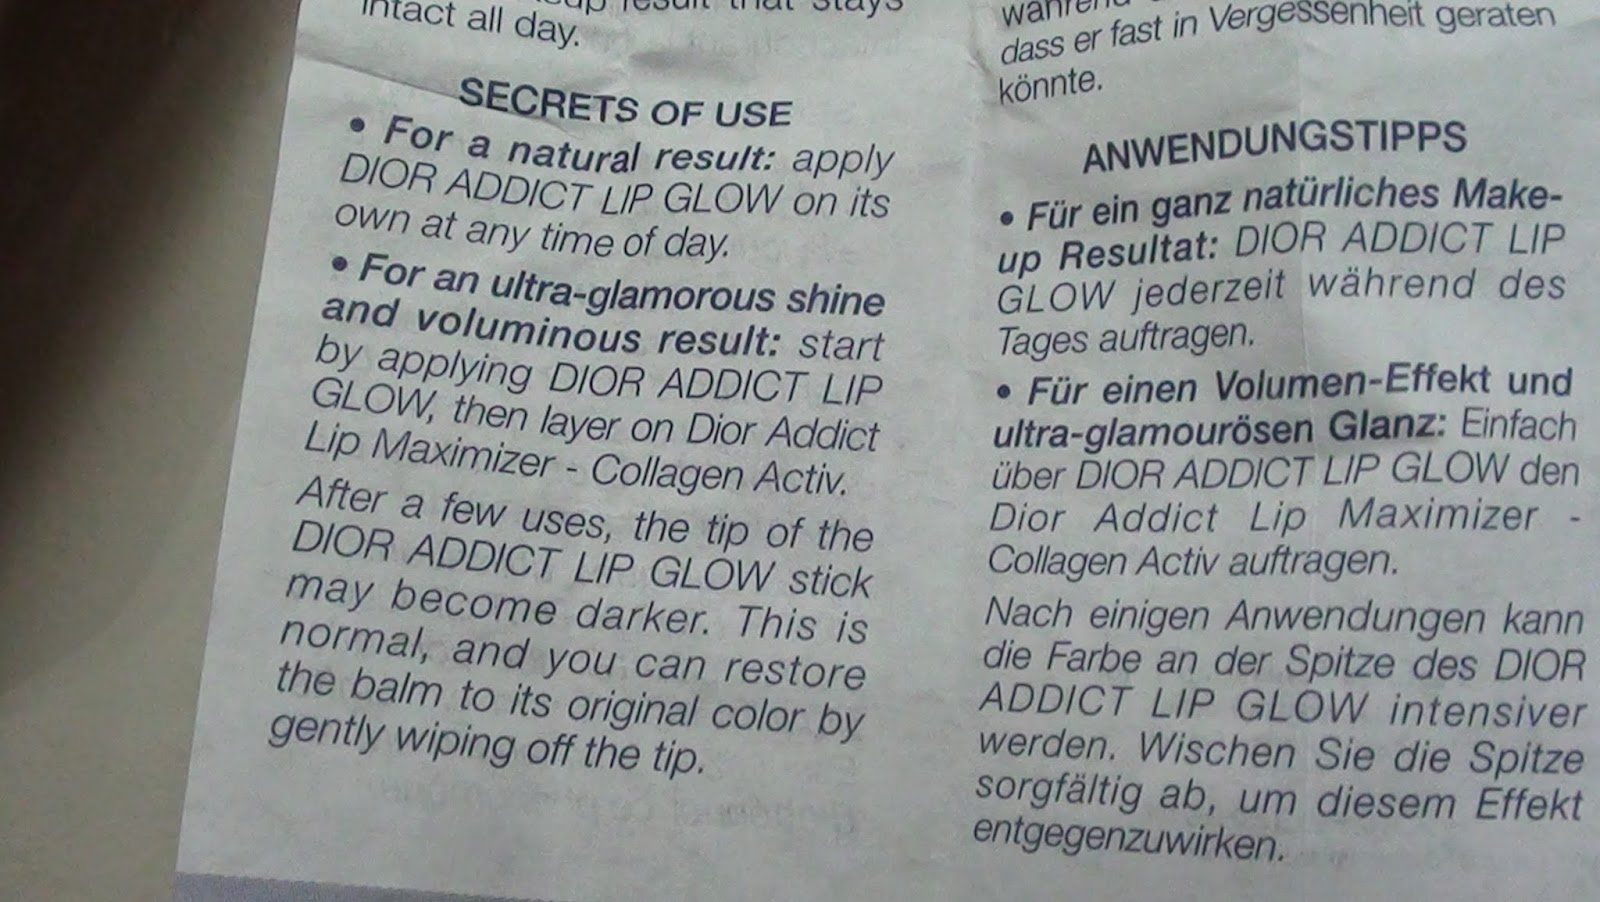 result that stays
intact all day.
SECRETS OF USE
• For a natural result: apply
DIOR ADDICT LIP GLOW on its
own at any time of day.
• For an ultra-glamorous shine
and voluminous result: start
by applying DIOR ADDICT LIP
GLOW, then layer on Dior Addict
Lip Maximizer - Collagen Activ.
After a few uses, the tip of the
DIOR ADDICT LIP GLOW stick
may become darker. This is
normal, and you can restore
the balm to its original color by
gently wiping off the tip.
während
dass er fast in Vergessenheit geraten
könnte.
ANWENDUNGSTIPPS
• Für ein ganz natürliches Make-
up Resultat: DIOR ADDICT LIP
GLOW jederzeit während des
Tages auftragen.
• Für einen Volumen-Effekt und
ultra-glamourösen Glanz: Einfach
über DIOR ADDICT LIP GLOW den
Dior Addict Lip Maximizer -
Collagen Activ auftragen.
Nach einigen Anwendungen kann
die Farbe an der Spitze des DIOR
ADDICT LIP GLOW intensiver
werden. Wischen Sie die Spitze
sorgfältig ab, um diesem Effekt
entgegenzuwirken.